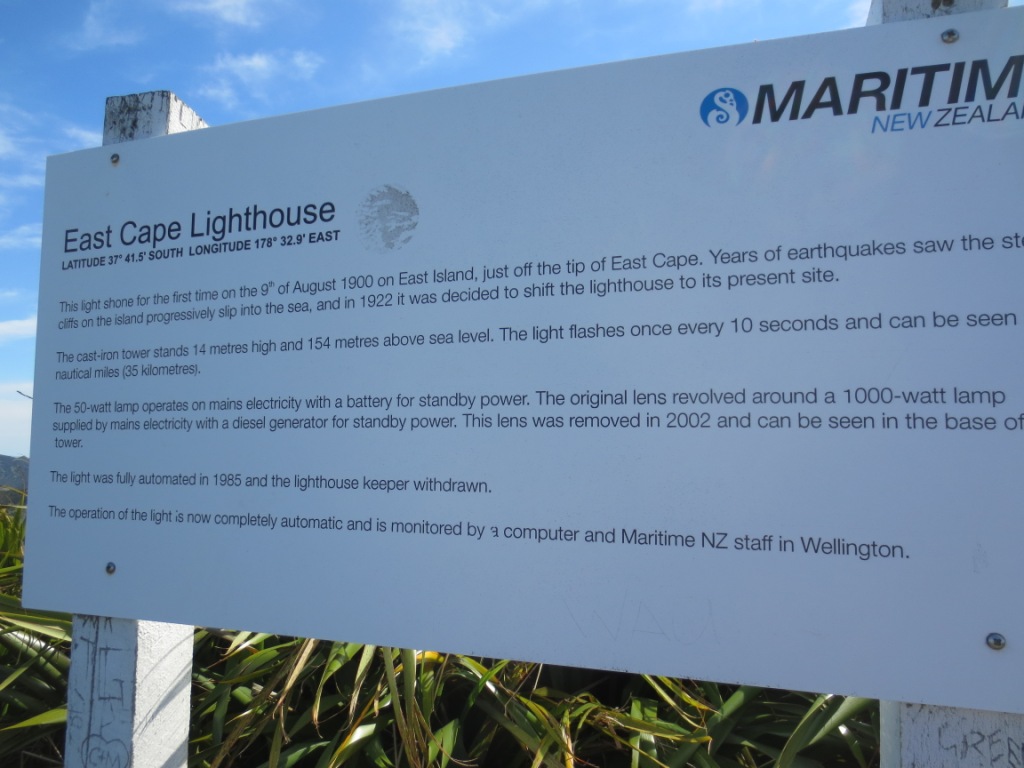 MARITIM
NEW ZEALA
East Cape Lighthouse
LATITUDE 37° 41.5' SOUTH LONGITUDE 178° 32.9' EAST
This light shone for the first time on the 9th of August 1900 on East Island, just off the tip of East Cape. Years of earthquakes saw the ste
cliffs on the island progressively slip into the sea, and in 1922 it was decided to shift the lighthouse to its present site.
The cast-iron tower stands 14 metres high and 154 metres above sea level. The light flashes once every 10 seconds and can be seen
nautical miles (35 kilometres).
The 50-watt lamp operates on mains electricity with a battery for standby power. The original lens revolved around a 1000-watt lamp
supplied by mains electricity with a diesel generator for standby power. This lens was removed in 2002 and can be seen in the base of
tower.
The light was fully automated in 1985 and the lighthouse keeper withdrawn.
The operation of the light is now completely automatic and is monitored by a computer and Maritime NZ staff in Wellington.